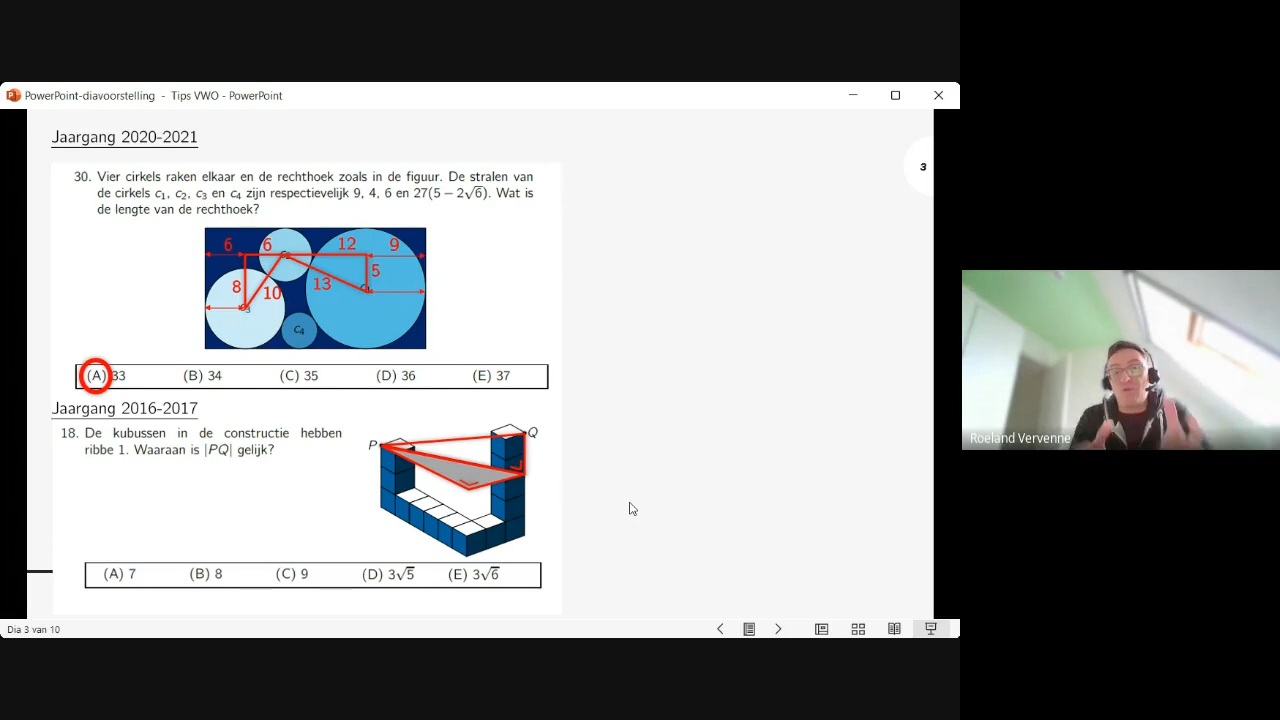 PowerPoint-diavoorstelling - Tips VWO - PowerPoint
Jaargang 2020-2021
3
30. Vier cirkels raken elkaar en de rechthoek zoals in de figuur. De stralen van
de cirkels c₁, c₂, c₃ en c₄ zijn respectievelijk 9, 4, 6 en 27(5 − 2√6). Wat is
de lengte van de rechthoek?
6 6 12 9
c₂
5
8 10 13 c₁
c₃
c₄
(A) 33 (B) 34 (C) 35 (D) 36 (E) 37
Jaargang 2016-2017
18. De kubussen in de constructie hebben
ribbe 1. Waaraan is |PQ| gelijk?
P Q
(A) 7 (B) 8 (C) 9 (D) 3√5 (E) 3√6
Dia 3 van 10
Roeland Vervenne